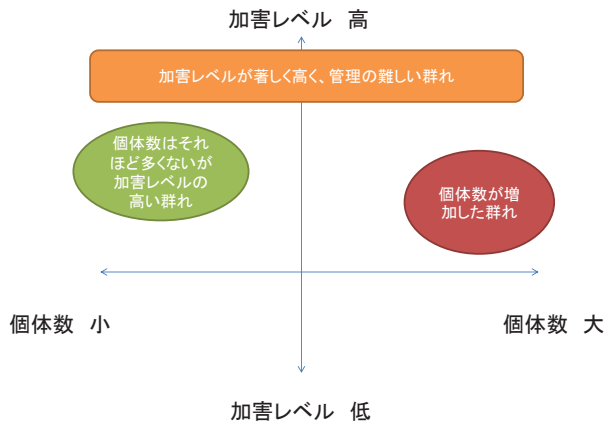 加害レベル 高
加害レベルが著しく高く、管理の難しい群れ
個体数はそれ
ほど多くないが
加害レベルの
高い群れ
個体数が増
加した群れ
個体数 小
個体数 大
加害レベル 低